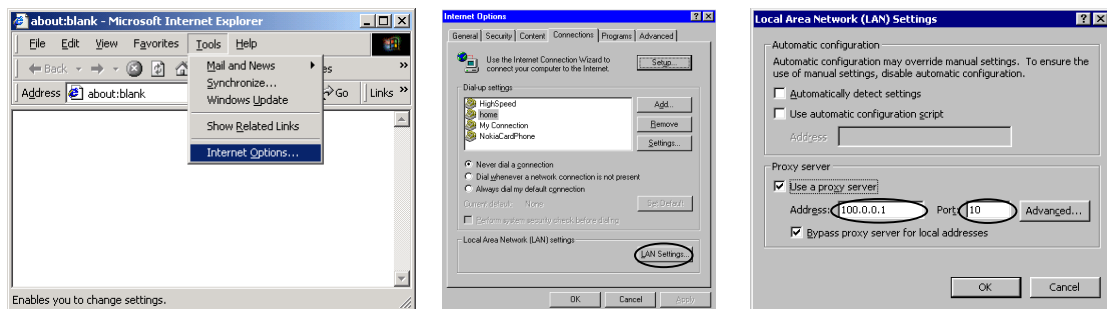 about:blank - Microsoft Internet Explorer
File Edit View Favorites Tools Help
Back
Address about:blank Go Links »
Mail and News
Synchronize...
Windows Update
Show Related Links
Internet Options...
Enables you to change settings.
Internet Options
General Security Content Connections Programs Advanced
Use the Internet Connection Wizard to
connect your computer to the Internet.
Setup...
Dial-up settings
HighSpeed
home
My Connection
NokiaCardPhone
Add...
Remove
Settings...
Never dial a connection
Dial whenever a network connection is not present
Always dial my default connection
Current default: None
Set Default
Perform system security check before dialing
Local Area Network (LAN) settings
LAN Settings...
OK Cancel Apply
Local Area Network (LAN) Settings
Automatic configuration
Automatic configuration may override manual settings. To ensure the
use of manual settings, disable automatic configuration.
Automatically detect settings
Use automatic configuration script
Address
Proxy server
Use a proxy server
Address: 100.0.0.1 Port: 10 Advanced...
Bypass proxy server for local addresses
OK Cancel